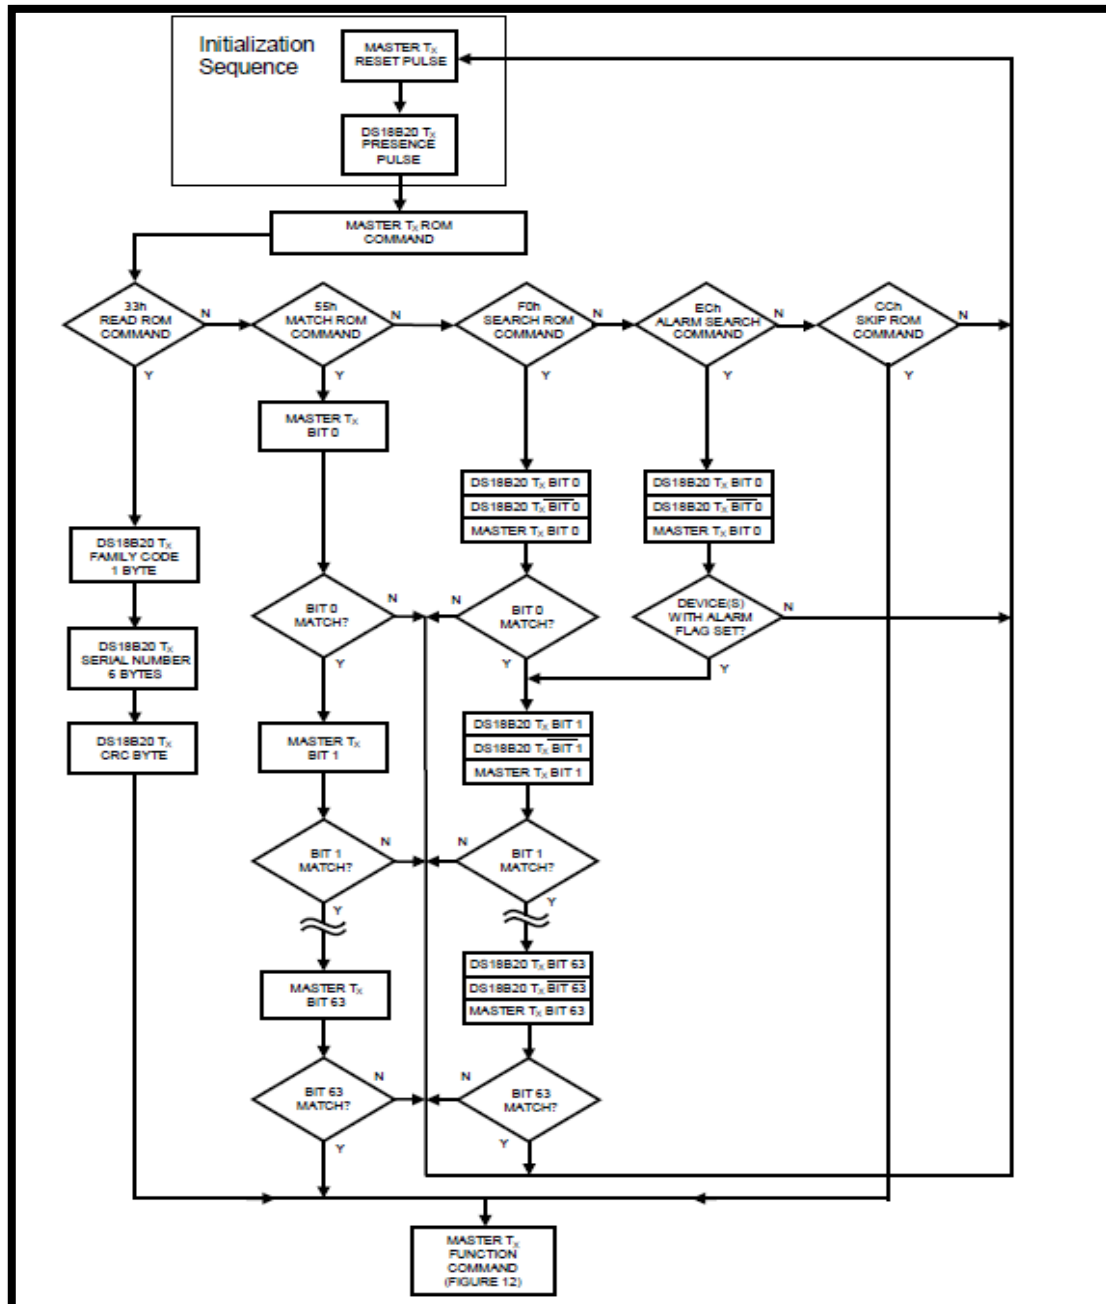 Initialization
Sequence
MASTER TX
RESET PULSE
DS18B20 TX
PRESENCE
PULSE
MASTER TX ROM
COMMAND
33h
READ ROM
COMMAND
N
Y
55h
MATCH ROM
COMMAND
N
Y
F0h
SEARCH ROM
COMMAND
N
Y
ECh
ALARM SEARCH
COMMAND
N
Y
CCh
SKIP ROM
COMMAND
N
Y
MASTER TX
BIT 0
DS18B20 TX BIT 0
DS18B20 TX BIT 0
MASTER TX BIT 0
DS18B20 TX BIT 0
DS18B20 TX BIT 0
MASTER TX BIT 0
DS18B20 TX
FAMILY CODE
1 BYTE
BIT 0
MATCH?
N
Y
BIT 0
MATCH?
N
Y
DEVICE(S)
WITH ALARM
FLAG SET?
N
Y
DS18B20 TX
SERIAL NUMBER
6 BYTES
DS18B20 TX
CRC BYTE
MASTER TX
BIT 1
DS18B20 TX BIT 1
DS18B20 TX BIT 1
MASTER TX BIT 1
BIT 1
MATCH?
N
Y
BIT 1
MATCH?
N
Y
MASTER TX
BIT 63
DS18B20 TX BIT 63
DS18B20 TX BIT 63
MASTER TX BIT 63
BIT 63
MATCH?
N
Y
BIT 63
MATCH?
N
Y
MASTER TX
FUNCTION
COMMAND
(FIGURE 12)